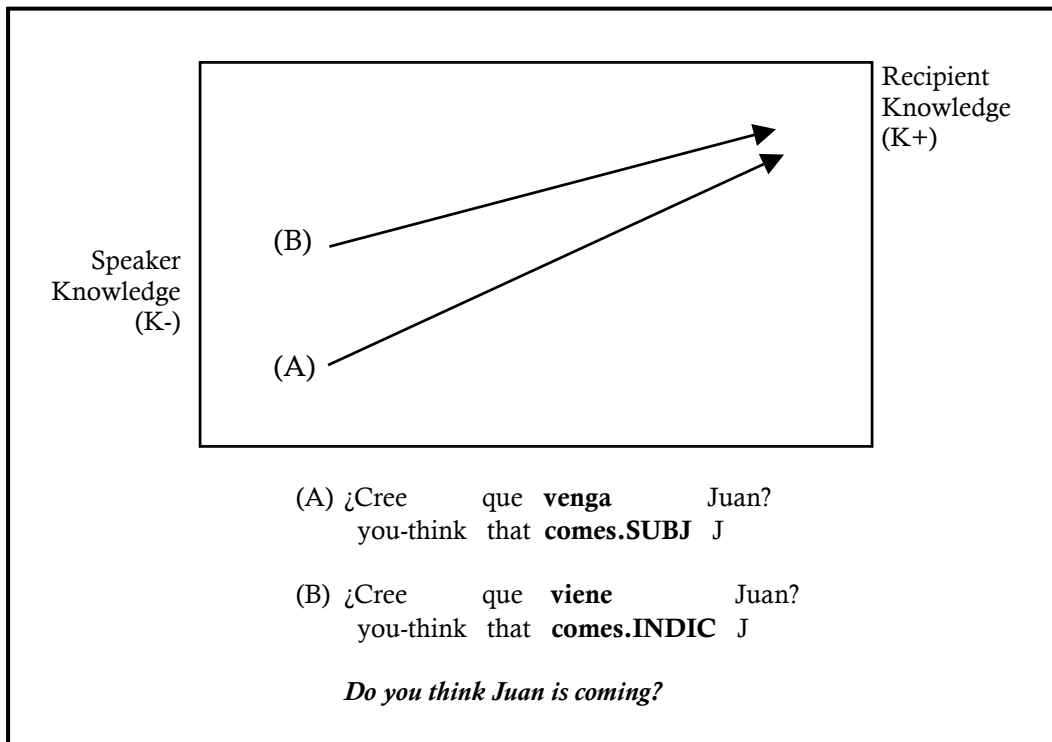 Recipient
Knowledge
(K+)
(B)
Speaker
Knowledge
(K-)
(A)
(A) ¿Cree que venga Juan?
you-think that comes.SUBJ J
(B) ¿Cree que viene Juan?
you-think that comes.INDIC J
Do you think Juan is coming?